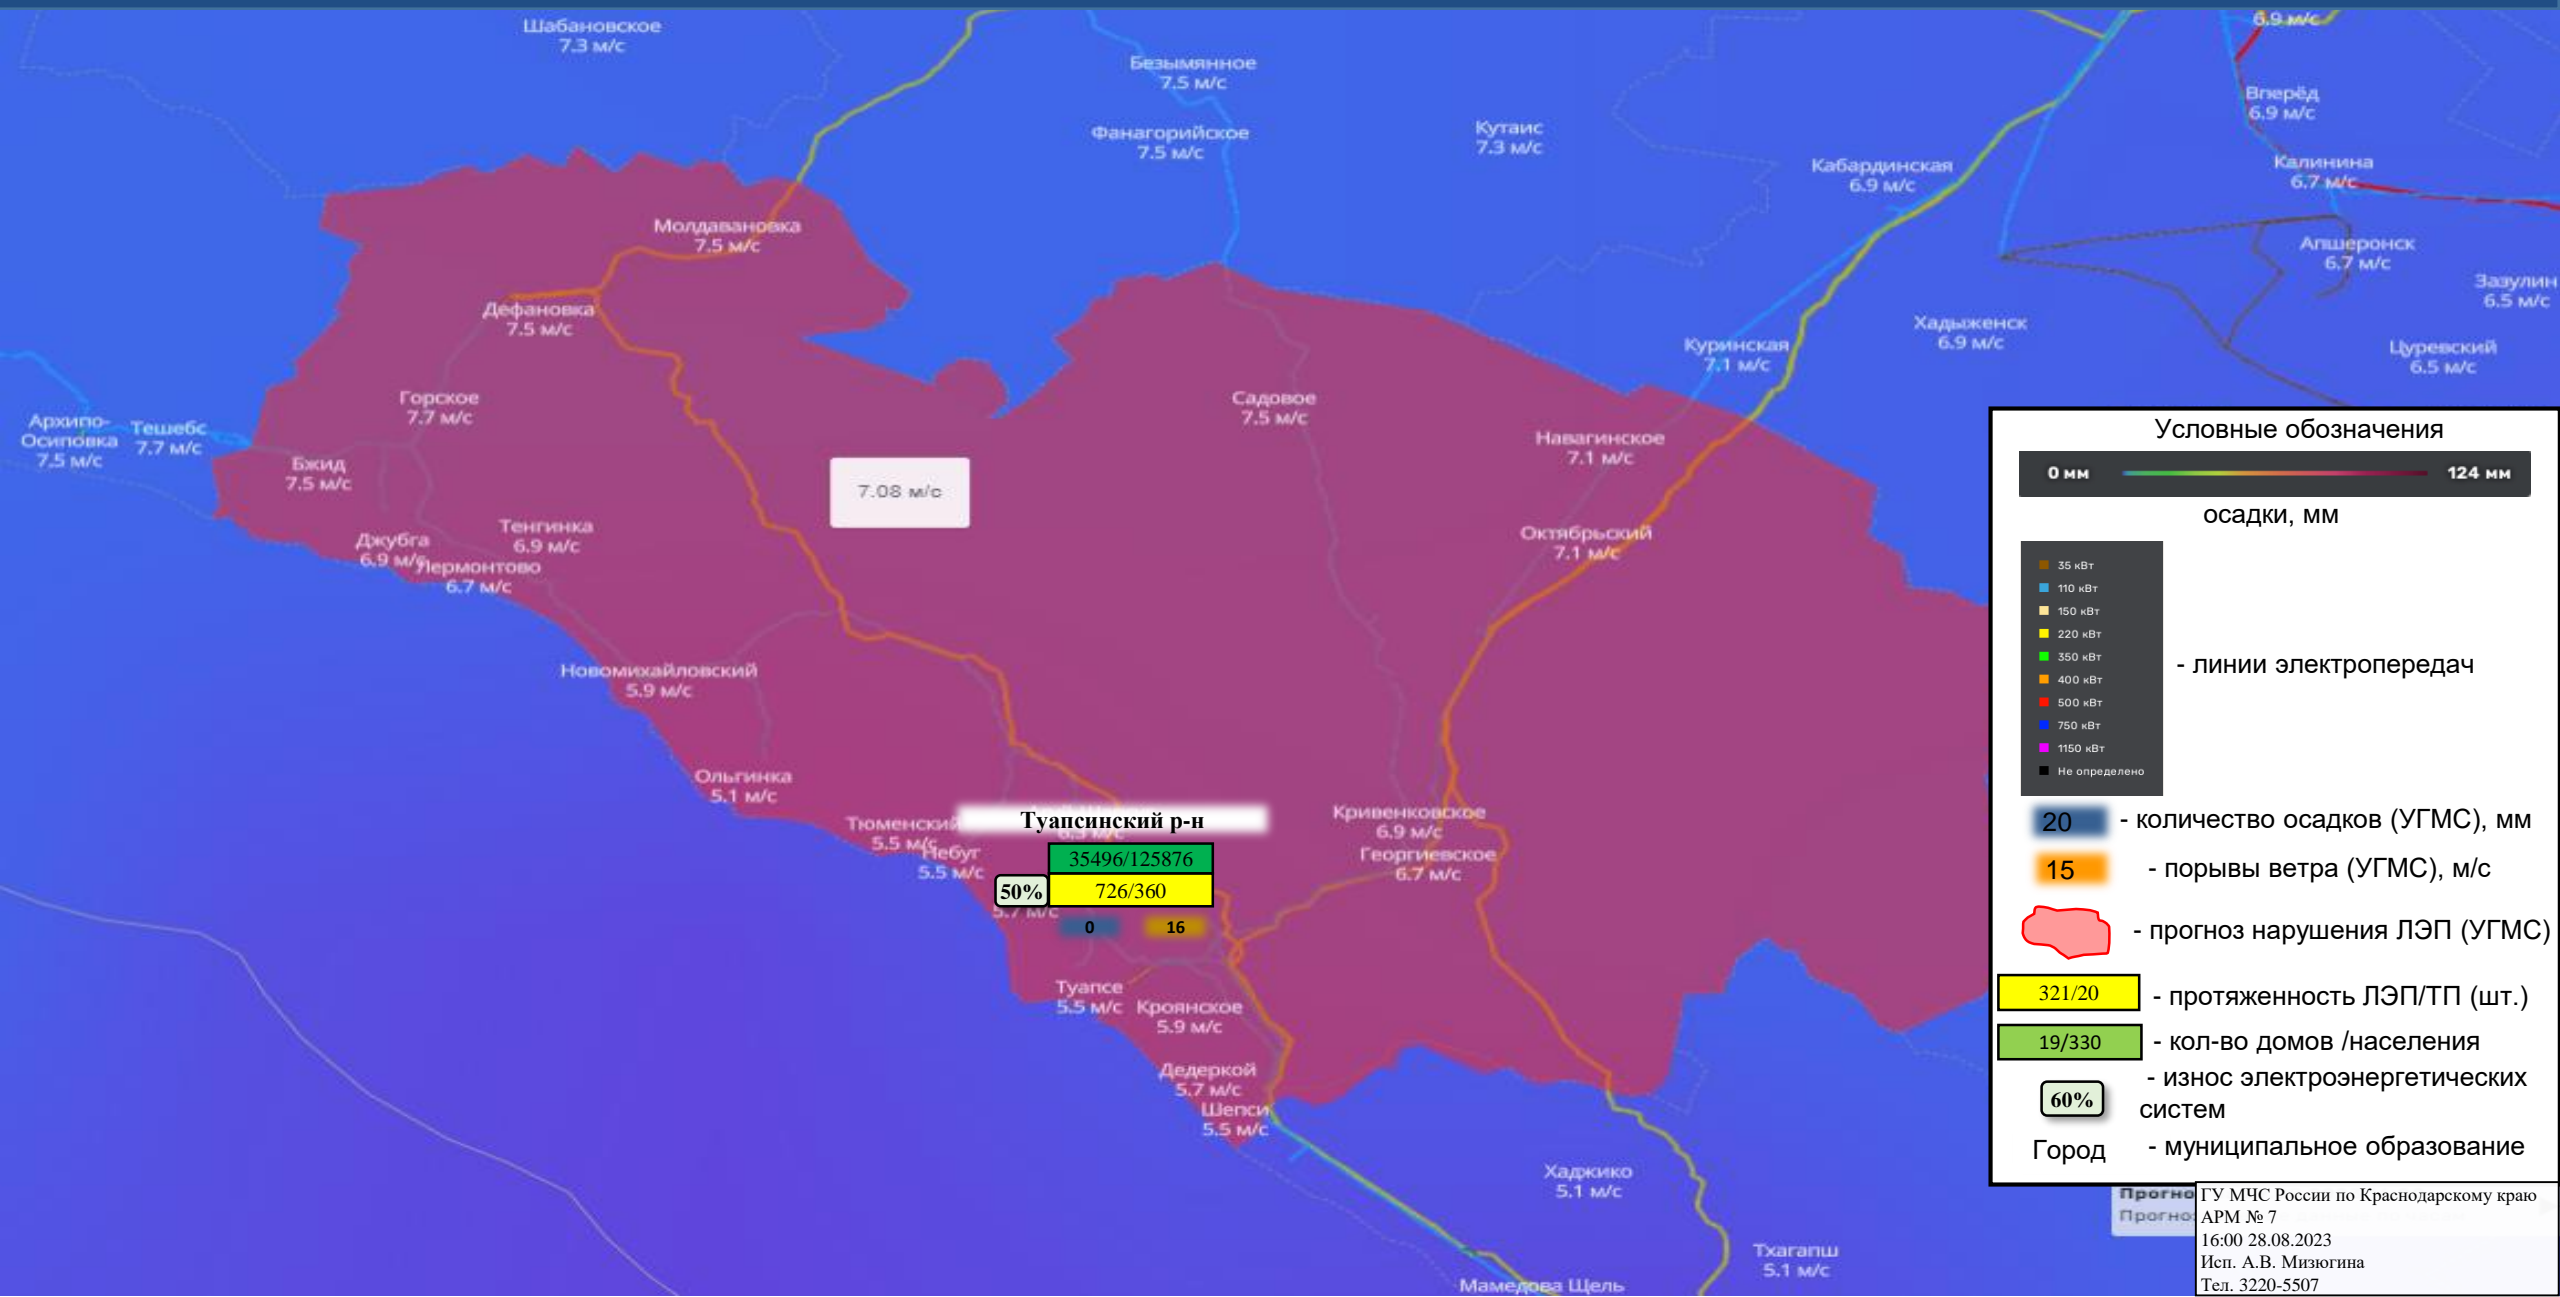 Шабановское
7.3 м/с
6.9 м/с
Безымянное
7.5 м/с
Вперёд
6.9 м/с
Фанагорийское
7.5 м/с
Кутаис
7.3 м/с
Кабардинская
6.9 м/с
Калинина
6.7 м/с
Молдавановка
7.5 м/с
Апшеронск
6.7 м/с
Зазулин
6.5 м/с
Дефановка
7.5 м/с
Хадыженск
6.9 м/с
Куринская
7.1 м/с
Цуревский
6.5 м/с
Горское
7.7 м/с
Садовое
7.5 м/с
Архипо-
Осиповка
7.5 м/с
Тешебс
7.7 м/с
Навагинское
7.1 м/с
Бжид
7.5 м/с
7.08 м/с
Тенгинка
6.9 м/с
Джубга
6.9 м/с
Лермонтово
6.7 м/с
Октябрьский
7.1 м/с
Новомихайловский
5.9 м/с
Ольгинка
5.1 м/с
Тюменский
5.5 м/с
Небуг
5.5 м/с
Туапсинский р-н
35496/125876
50%
726/360
5.7 м/с
0
16
Кривенковское
6.9 м/с
Георгиевское
6.7 м/с
Туапсе
5.5 м/с
Кроянское
5.9 м/с
Дедеркой
5.7 м/с
Шепси
5.5 м/с
Хаджико
5.1 м/с
Тхагапш
5.1 м/с
Мамедова Щель
Условные обозначения
0 мм
124 мм
осадки, мм
35 кВт
110 кВт
150 кВт
220 кВт
350 кВт
400 кВт
500 кВт
750 кВт
1150 кВт
Не определено
- линии электропередач
20 - количество осадков (УГМС), мм
15 - порывы ветра (УГМС), м/с
- прогноз нарушения ЛЭП (УГМС)
321/20 - протяженность ЛЭП/ТП (шт.)
19/330 - кол-во домов /населения
60% - износ электроэнергетических
систем
Город - муниципальное образование
ГУ МЧС России по Краснодарскому краю
АРМ № 7
16:00 28.08.2023
Исп. А.В. Мизюгина
Тел. 3220-5507